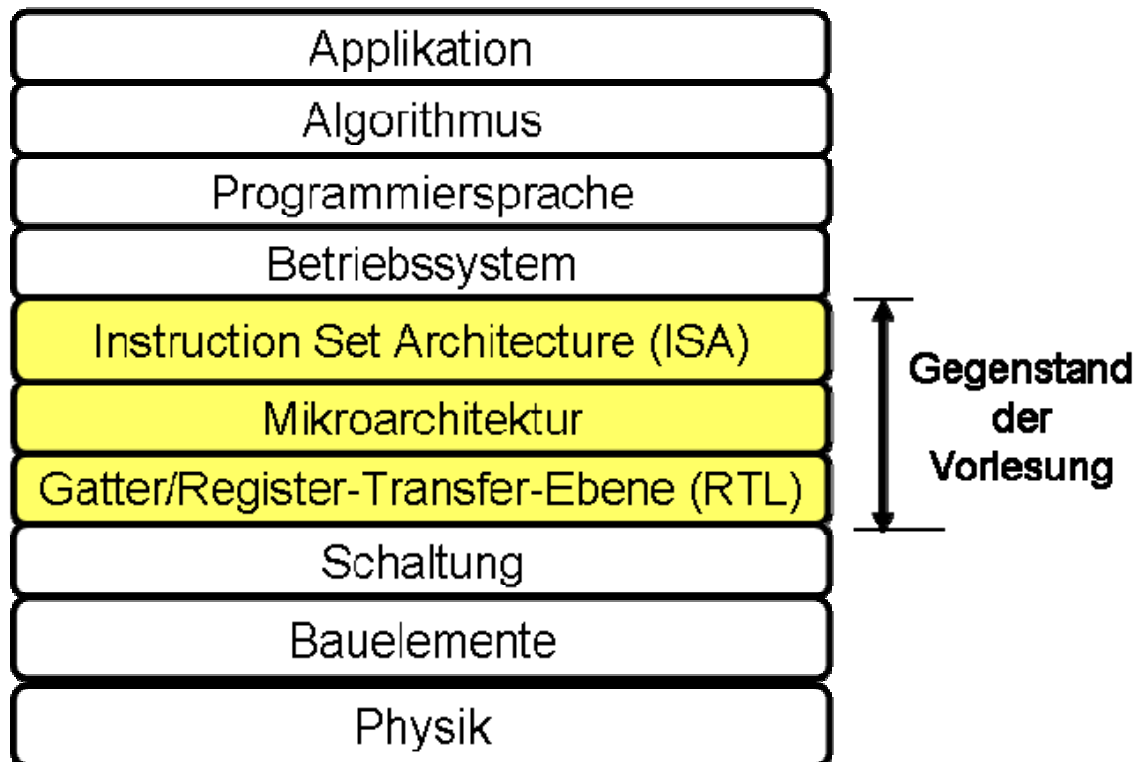 Applikation
Algorithmus
Programmiersprache
Betriebssystem
Instruction Set Architecture (ISA)
Mikroarchitektur
Gatter/Register-Transfer-Ebene (RTL)
Schaltung
Bauelemente
Physik
Gegenstand
der
Vorlesung